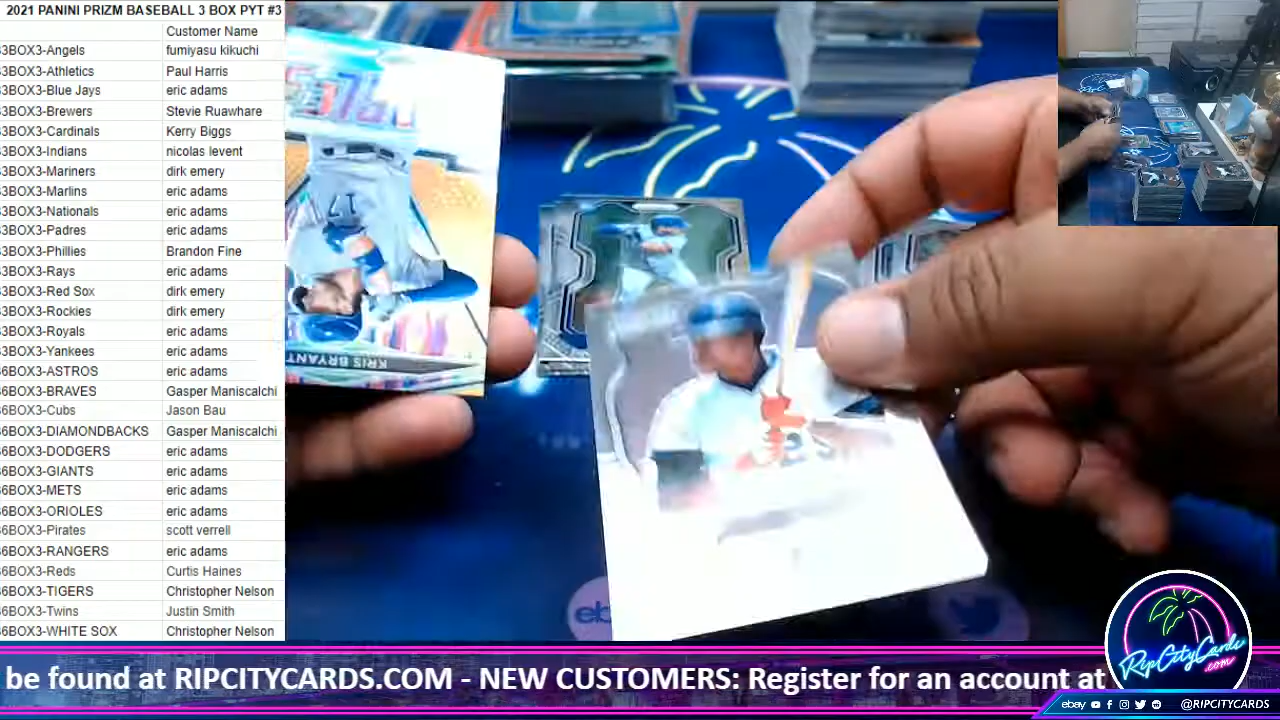 2021 PANINI PRIZM BASEBALL 3 BOX PYT #3
Customer Name
3BOX3-Angels fumiyasu kikuchi
3BOX3-Athletics Paul Harris
3BOX3-Blue Jays eric adams
3BOX3-Brewers Stevie Ruawhare
3BOX3-Cardinals Kerry Biggs
3BOX3-Indians nicolas levent
3BOX3-Mariners dirk emery
3BOX3-Marlins eric adams
3BOX3-Nationals eric adams
3BOX3-Padres eric adams
3BOX3-Phillies Brandon Fine
3BOX3-Rays eric adams
3BOX3-Red Sox dirk emery
3BOX3-Rockies dirk emery
3BOX3-Royals eric adams
3BOX3-Yankees eric adams
6BOX3-ASTROS eric adams
6BOX3-BRAVES Gasper Maniscalchi
6BOX3-Cubs Jason Bau
6BOX3-DIAMONDBACKS Gasper Maniscalchi
6BOX3-DODGERS eric adams
6BOX3-GIANTS eric adams
6BOX3-METS eric adams
6BOX3-ORIOLES eric adams
6BOX3-Pirates scott verrell
6BOX3-RANGERS eric adams
6BOX3-Reds Curtis Haines
6BOX3-TIGERS Christopher Nelson
6BOX3-Twins Justin Smith
6BOX3-WHITE SOX Christopher Nelson
17
KRIS BRYANT
eb
be found at RIPCITYCARDS.COM - NEW CUSTOMERS: Register for an account at
RipCityCards
.com
ebay @RIPCITYCARDS